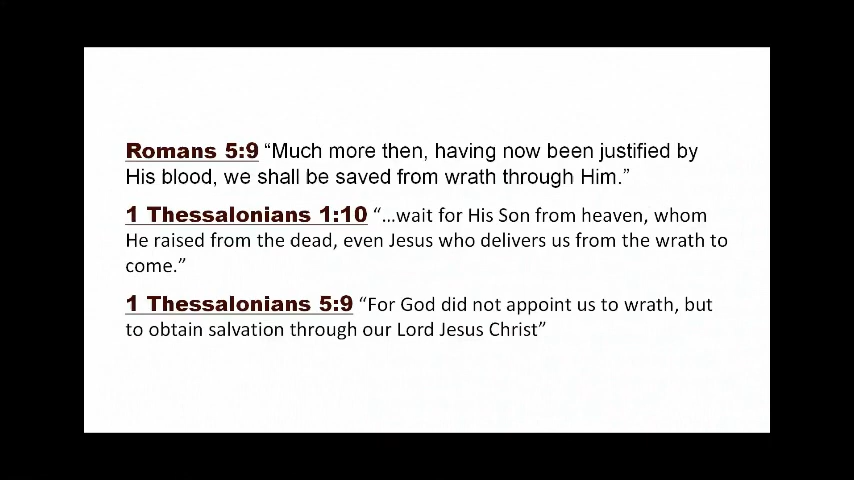 Romans 5:9 “Much more then, having now been justified by
His blood, we shall be saved from wrath through Him.”
1 Thessalonians 1:10 “...wait for His Son from heaven, whom
He raised from the dead, even Jesus who delivers us from the wrath to
come.”
1 Thessalonians 5:9 “For God did not appoint us to wrath, but
to obtain salvation through our Lord Jesus Christ”